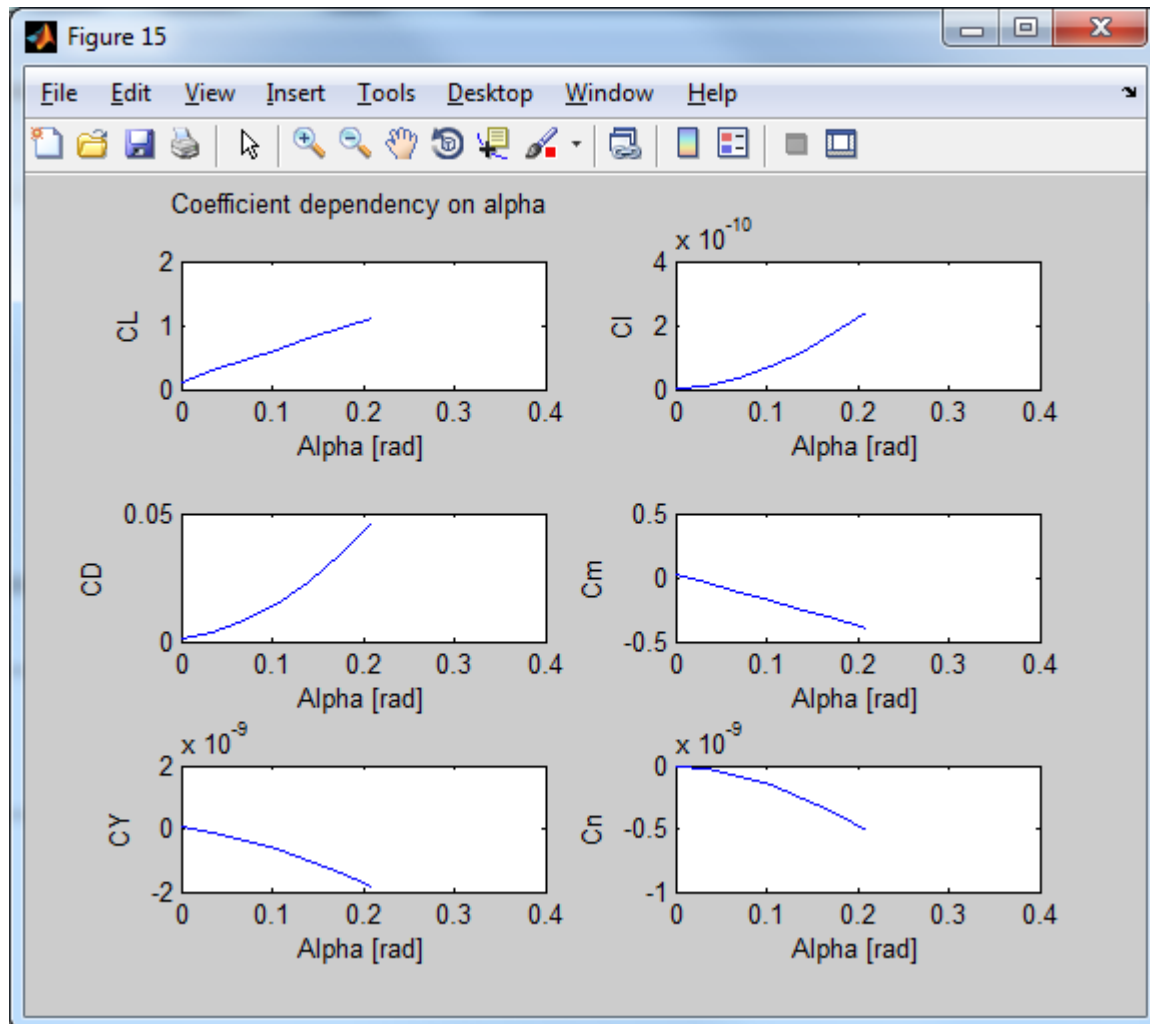 Figure 15
File Edit View Insert Tools Desktop Window Help
Coefficient dependency on alpha
2
1
0
CL
0 0.1 0.2 0.3 0.4
Alpha [rad]
x 10^-10
4
2
0
Cl
0 0.1 0.2 0.3 0.4
Alpha [rad]
0.05
0
CD
0 0.1 0.2 0.3 0.4
Alpha [rad]
0.5
0
-0.5
Cm
0 0.1 0.2 0.3 0.4
Alpha [rad]
x 10^-9
2
0
-2
CY
0 0.1 0.2 0.3 0.4
Alpha [rad]
x 10^-9
0
-0.5
-1
Cn
0 0.1 0.2 0.3 0.4
Alpha [rad]